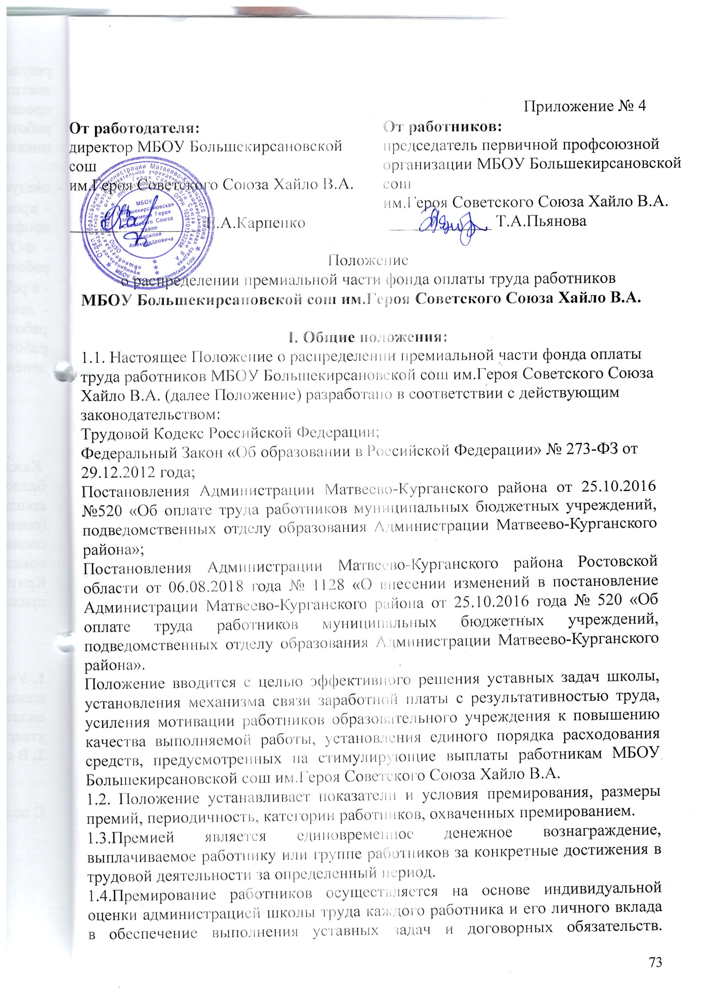 Приложение № 4
От работодателя:
директор МБОУ Большекирсановской
сош
им.Героя Советского Союза Хайло В.А.
Е.А.Карпенко
От работников:
председатель первичной профсоюзной
организации МБОУ Большекирсановской
сош
им.Героя Советского Союза Хайло В.А.
Т.А.Пьянова
МБОУ
Большекирсановская
сош имени Героя
Советского Союза
Хайло
Василия
Александровича
Положение
о распределении премиальной части фонда оплаты труда работников
МБОУ Большекирсановской сош им.Героя Советского Союза Хайло В.А.
I. Общие положения:
1.1. Настоящее Положение о распределении премиальной части фонда оплаты
труда работников МБОУ Большекирсановской сош им.Героя Советского Союза
Хайло В.А. (далее Положение) разработано в соответствии с действующим
законодательством:
Трудовой Кодекс Российской Федерации;
Федеральный Закон «Об образовании в Российской Федерации» № 273-ФЗ от
29.12.2012 года;
Постановления Администрации Матвеево-Курганского района от 25.10.2016
№520 «Об оплате труда работников муниципальных бюджетных учреждений,
подведомственных отделу образования Администрации Матвеево-Курганского
района»;
Постановления Администрации Матвеево-Курганского района Ростовской
области от 06.08.2018 года № 1128 «О внесении изменений в постановление
Администрации Матвеево-Курганского района от 25.10.2016 года № 520 «Об
оплате труда работников муниципальных бюджетных учреждений,
подведомственных отделу образования Администрации Матвеево-Курганского
района».
Положение вводится с целью эффективного решения уставных задач школы,
установления механизма связи заработной платы с результативностью труда,
усиления мотивации работников образовательного учреждения к повышению
качества выполняемой работы, установления единого порядка расходования
средств, предусмотренных на стимулирующие выплаты работникам МБОУ
Большекирсановской сош им.Героя Советского Союза Хайло В.А.
1.2. Положение устанавливает показатели и условия премирования, размеры
премий, периодичность, категории работников, охваченных премированием.
1.3.Премией является единовременное денежное вознаграждение,
выплачиваемое работнику или группе работников за конкретные достижения в
трудовой деятельности за определенный период.
1.4.Премирование работников осуществляется на основе индивидуальной
оценки администрацией школы труда каждого работника и его личного вклада
в обеспечение выполнения уставных задач и договорных обязательств.
73